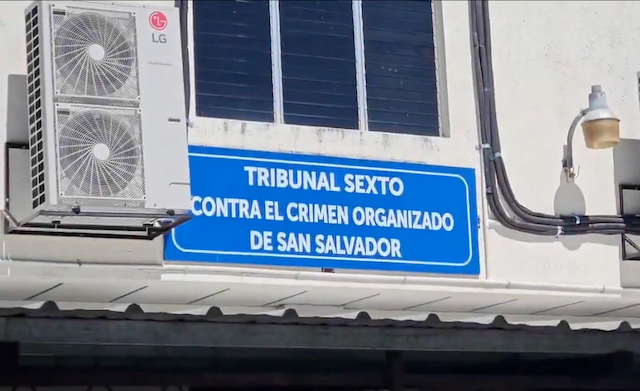 LG
TRIBUNAL SEXTO
CONTRA EL CRIMEN ORGANIZADO
DE SAN SALVADOR